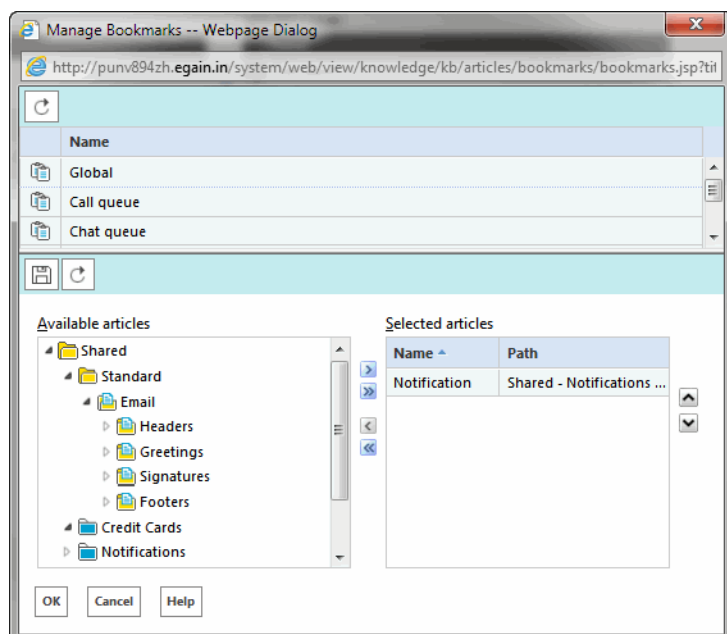 Manage Bookmarks -- Webpage Dialog
http://punv894zh.egain.in/system/web/view/knowledge/kb/articles/bookmarks/bookmarks.jsp?tit
Name
Global
Call queue
Chat queue
Available articles
Shared
Standard
Email
Headers
Greetings
Signatures
Footers
Credit Cards
Notifications
Selected articles
Name Path
Notification Shared - Notifications ...
OK Cancel Help